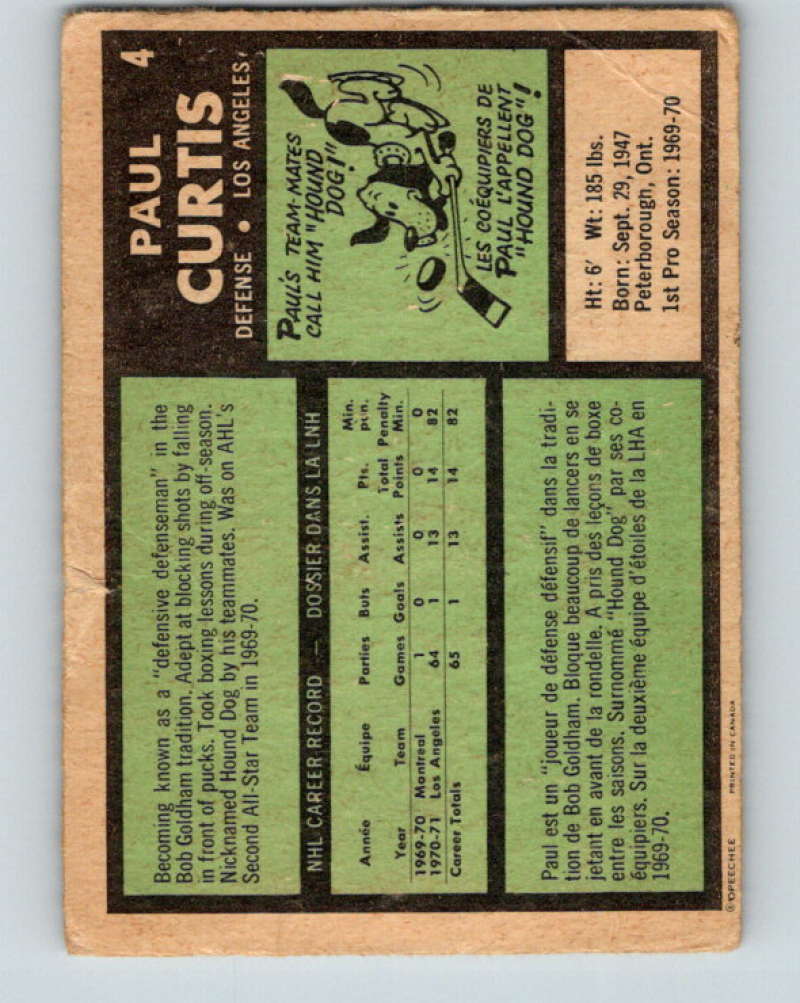 4
PAUL
CURTIS
DEFENSE • LOS ANGELES
PAUL'S TEAM-MATES
CALL HIM "HOUND
DOG!"
LES COÉQUIPIERS DE
PAUL L'APPELLENT
"HOUND DOG"!
Ht: 6' Wt: 185 lbs.
Born: Sept. 29, 1947
Peterborough, Ont.
1st Pro Season: 1969-70
Becoming known as a "defensive defenseman" in the
Bob Goldham tradition. Adept at blocking shots by falling
in front of pucks. Took boxing lessons during off-season.
Nicknamed Hound Dog by his teammates. Was on AHL's
Second All-Star Team in 1969-70.
NHL CAREER RECORD — DOSSIER DANS LA LNH
Année Équipe Parties Buts Assist. Pts. Min. pun.
Year Team Games Goals Assists Total Points Penalty Min.
1969-70 Montreal 1 0 0 0 0
1970-71 Los Angeles 64 1 13 14 82
Career Totals 65 1 13 14 82
Paul est un "joueur de défense défensif" dans la tradi-
tion de Bob Goldham. Bloque beaucoup de lancers en se
jetant en avant de la rondelle. A pris des leçons de boxe
entre les saisons. Surnommé "Hound Dog" par ses co-
équipiers. Sur la deuxième équipe d'étoiles de la LHA en
1969-70.
© OPEECHEE PRINTED IN CANADA